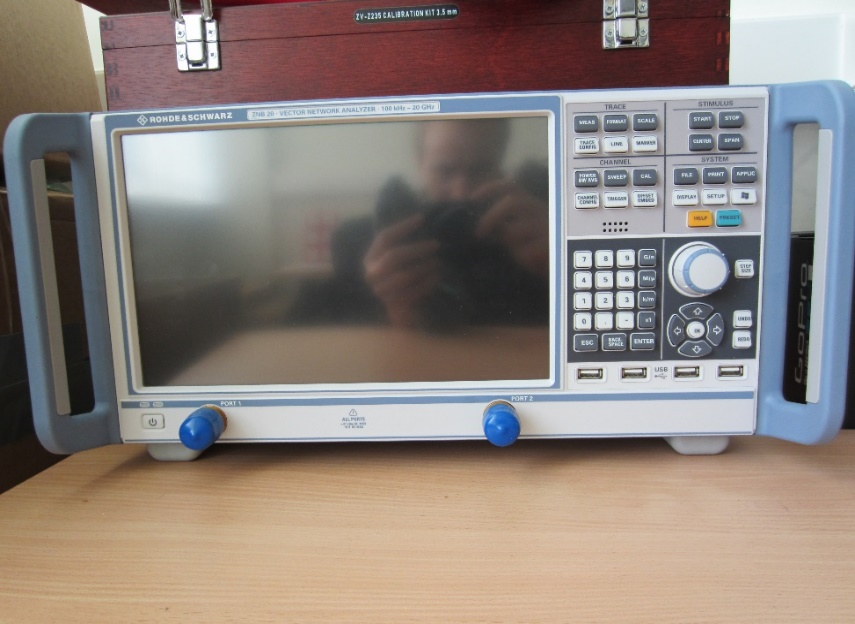 ZV-Z235 CALIBRATION KIT 3.5 mm
ROHDE & SCHWARZ
ZNB 20 · VECTOR NETWORK ANALYZER · 100 kHz – 20 GHz
TRACE
MEAS FORMAT SCALE
TRACE CONFIG LINE MARKER
STIMULUS
START STOP
CENTER SPAN
CHANNEL
POWER BW AVG SWEEP CAL
CHANNEL CONFIG TRIGGER OFFSET EMBED
SYSTEM
FILE PRINT APPLIC
DISPLAY SETUP
HELP PRESET
7 8 9 G/n
4 5 6 M/µ
1 2 3 k/m
0 . - x1
ESC BACK SPACE ENTER
STEP SIZE
UNDO
REDO
USB
PORT 1
PORT 2
ALL PORTS
GoPro